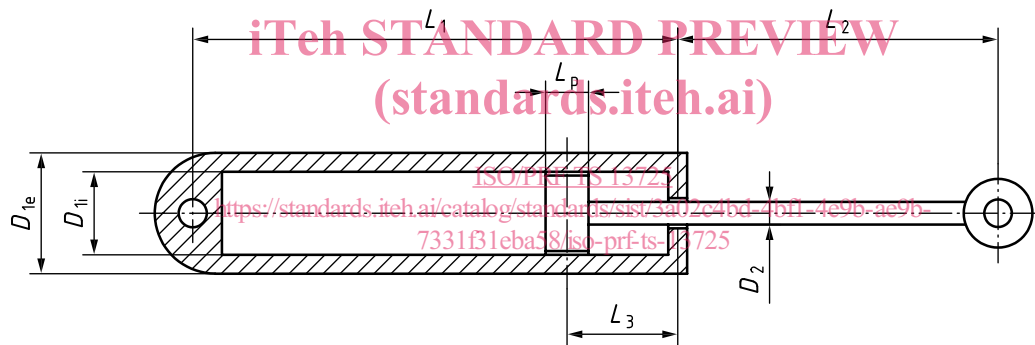 L1
L2
iTeh STANDARD PREVIEW
Lp
(standards.iteh.ai)
ISO/PRF TS 13725
D1e
D1i
https://standards.iteh.ai/catalog/standards/sist/3a02c4bd-4bf1-4e9b-ae9b-
7331f31eba58/iso-prf-ts-13725
D2
L3